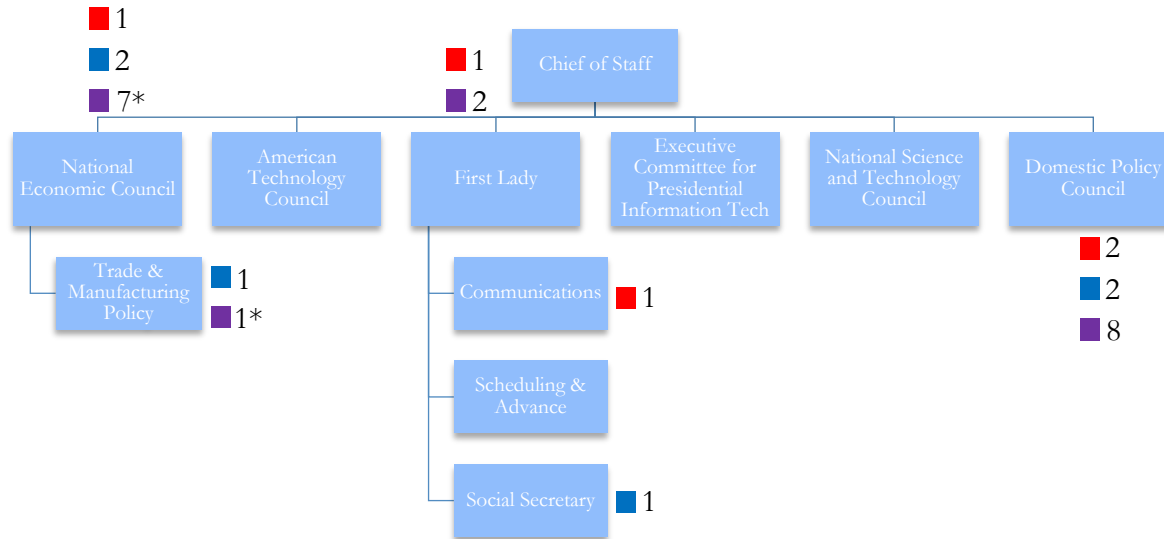 1
2
7*
1
2
Chief of Staff
National
Economic Council
American
Technology
Council
First Lady
Executive
Committee for
Presidential
Information Tech
National Science
and Technology
Council
Domestic Policy
Council
Trade &
Manufacturing
Policy
1
1*
Communications
1
2
2
8
Scheduling &
Advance
Social Secretary
1